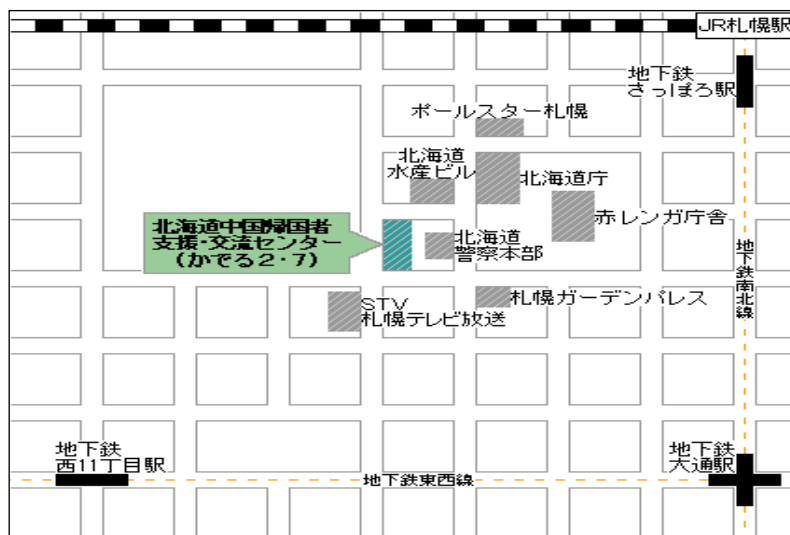 JR札幌駅
地下鉄
さっぽろ駅
ポールスター札幌
北海道
水産ビル
北海道庁
赤レンガ庁舎
北海道中国帰国者
支援・交流センター
(かでる2・7)
北海道
警察本部
地下鉄南北線
STV
札幌テレビ放送
札幌ガーデンパレス
地下鉄
西11丁目駅
地下鉄
大通駅
地下鉄東西線